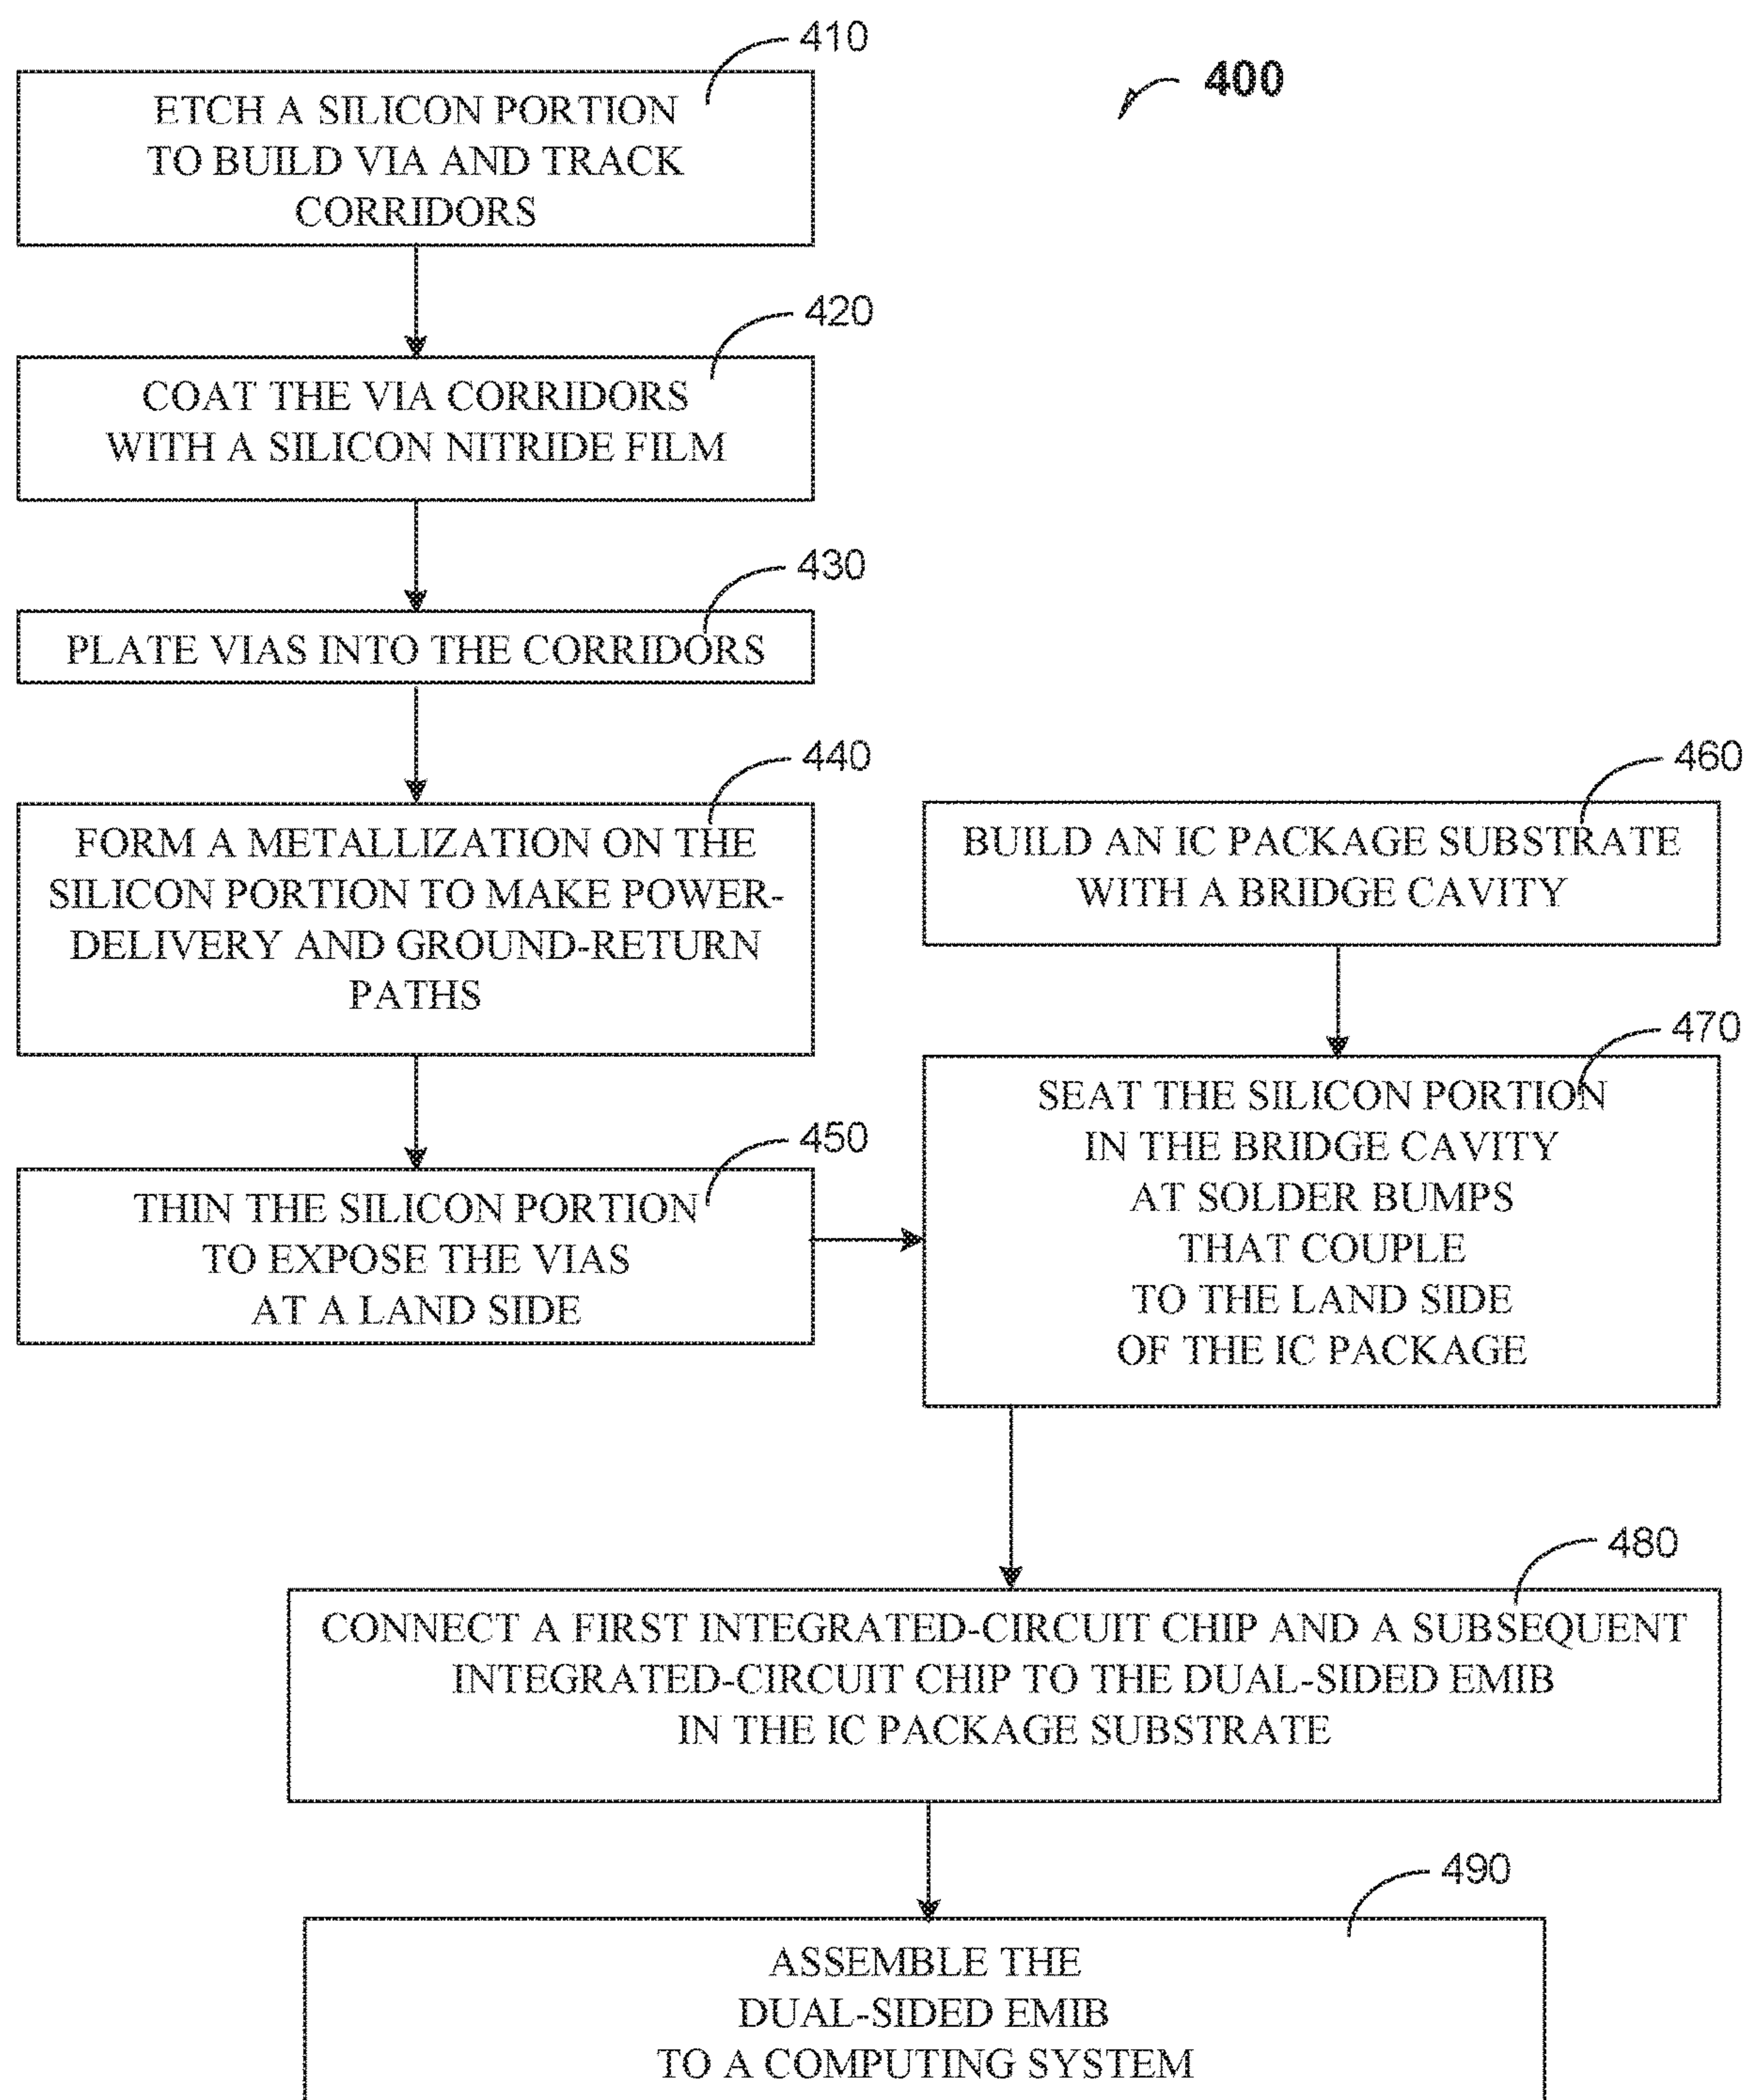 400
410
ETCH A SILICON PORTION
TO BUILD VIA AND TRACK
CORRIDORS
420
COAT THE VIA CORRIDORS
WITH A SILICON NITRIDE FILM
430
PLATE VIAS INTO THE CORRIDORS
440
FORM A METALLIZATION ON THE
SILICON PORTION TO MAKE POWER-
DELIVERY AND GROUND-RETURN
PATHS
450
THIN THE SILICON PORTION
TO EXPOSE THE VIAS
AT A LAND SIDE
460
BUILD AN IC PACKAGE SUBSTRATE
WITH A BRIDGE CAVITY
470
SEAT THE SILICON PORTION
IN THE BRIDGE CAVITY
AT SOLDER BUMPS
THAT COUPLE
TO THE LAND SIDE
OF THE IC PACKAGE
480
CONNECT A FIRST INTEGRATED-CIRCUIT CHIP AND A SUBSEQUENT
INTEGRATED-CIRCUIT CHIP TO THE DUAL-SIDED EMIB
IN THE IC PACKAGE SUBSTRATE
490
ASSEMBLE THE
DUAL-SIDED EMIB
TO A COMPUTING SYSTEM